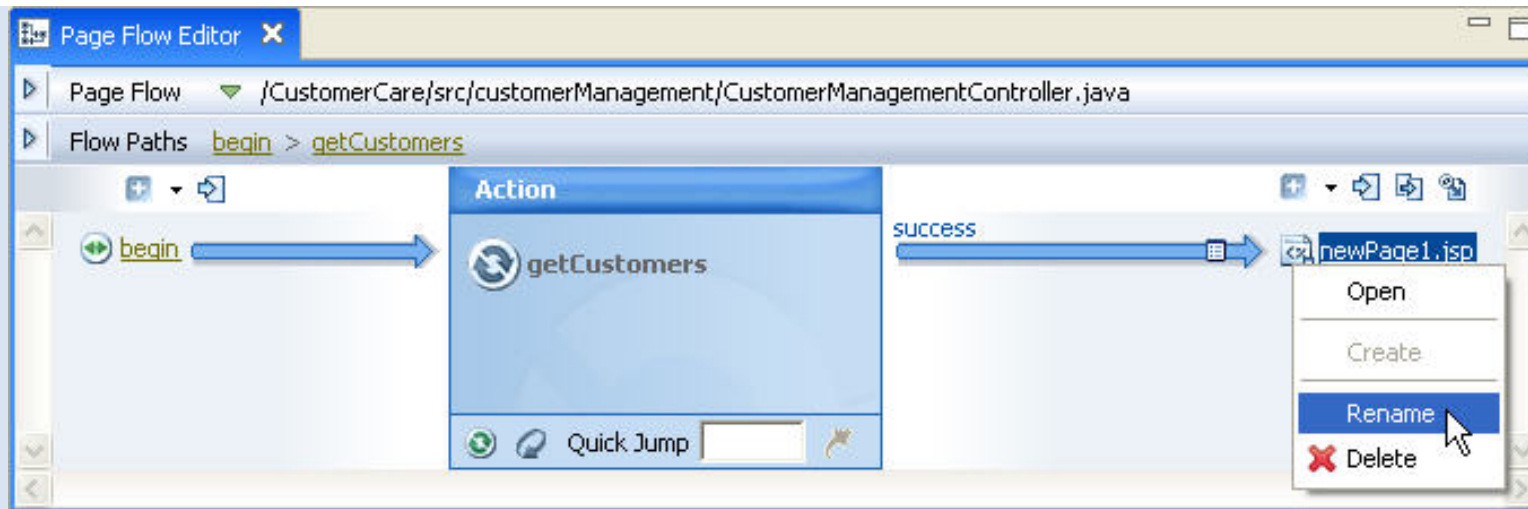 Page Flow Editor
Page Flow /CustomerCare/src/customerManagement/CustomerManagementController.java
Flow Paths begin > getCustomers
Action
begin
getCustomers
success
newPage1.jsp
Open
Create
Rename
Delete
Quick Jump